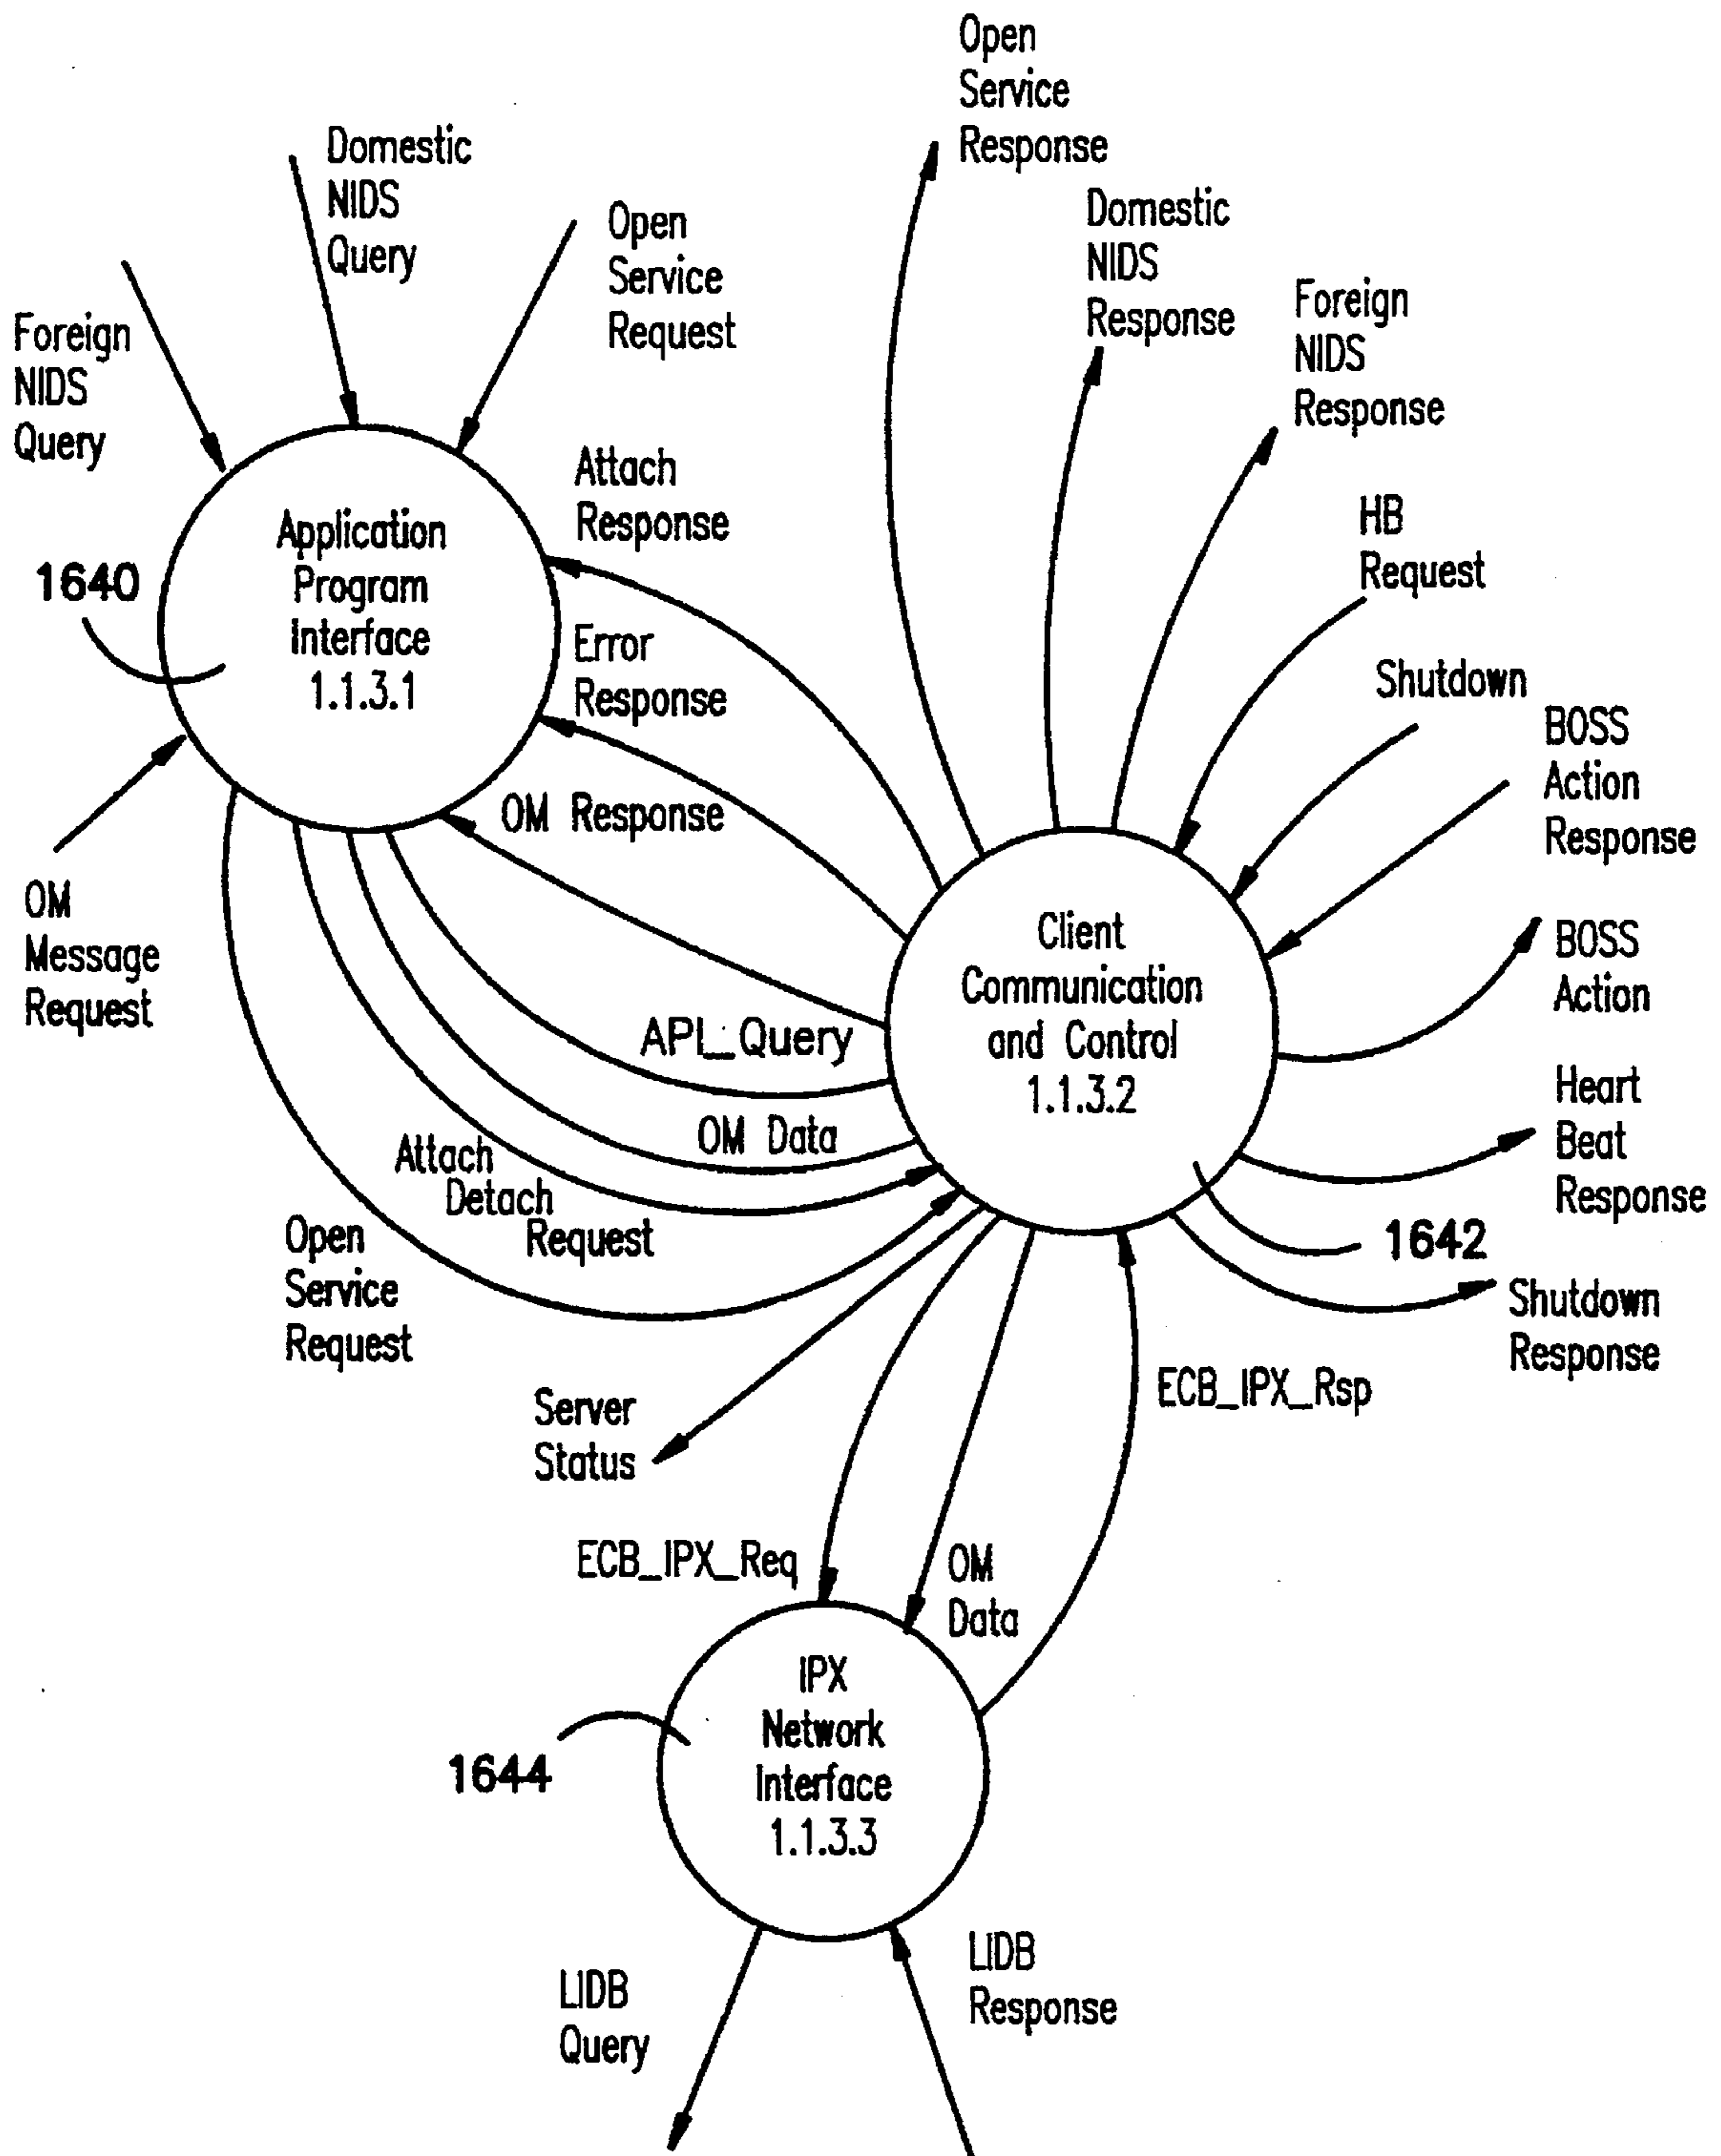 Open
Service
Response
Domestic
NIDS
Query
Open
Service
Request
Domestic
NIDS
Response
Foreign
NIDS
Query
Foreign
NIDS
Response
Attach
Response
HB
Request
Application
Program
Interface
1.1.3.1
1640
Error
Response
Shutdown
BOSS
Action
Response
OM Response
OM
Message
Request
Client
Communication
and Control
1.1.3.2
BOSS
Action
API_Query
OM Data
Heart
Beat
Response
Attach
Detach
Request
Open
Service
Request
1642
Shutdown
Response
Server
Status
ECB_IPX_Rsp
ECB_IPX_Req
OM
Data
IPX
Network
Interface
1.1.3.3
1644
LIDB
Query
LIDB
Response